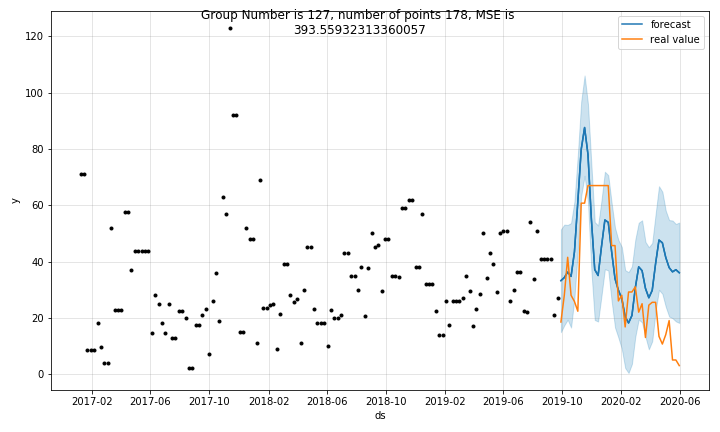 Group Number is 127, number of points 178, MSE is
393.55932313360057
forecast
real value
120
100
80
60
40
20
0
y
2017-02 2017-06 2017-10 2018-02 2018-06 2018-10 2019-02 2019-06 2019-10 2020-02 2020-06
ds